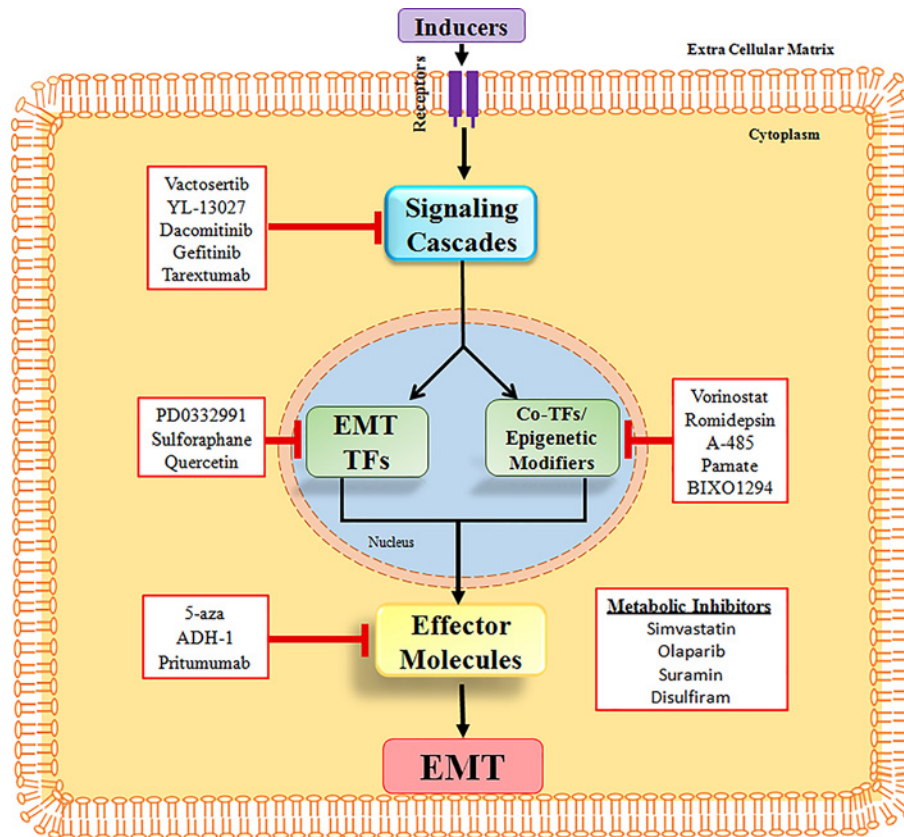 Inducers
Extra Cellular Matrix
Receptors
Cytoplasm
Vactosertib
YL-13027
Dacomitinib
Gefitinib
Tarextumab
Signaling
Cascades
PD0332991
Sulforaphane
Quercetin
EMT
TFs
Co-TFs/
Epigenetic
Modifiers
Vorinostat
Romidepsin
A-485
Parnate
BIXO1294
Nucleus
5-aza
ADH-1
Pritumumab
Effector
Molecules
Metabolic Inhibitors
Simvastatin
Olaparib
Suramin
Disulfiram
EMT